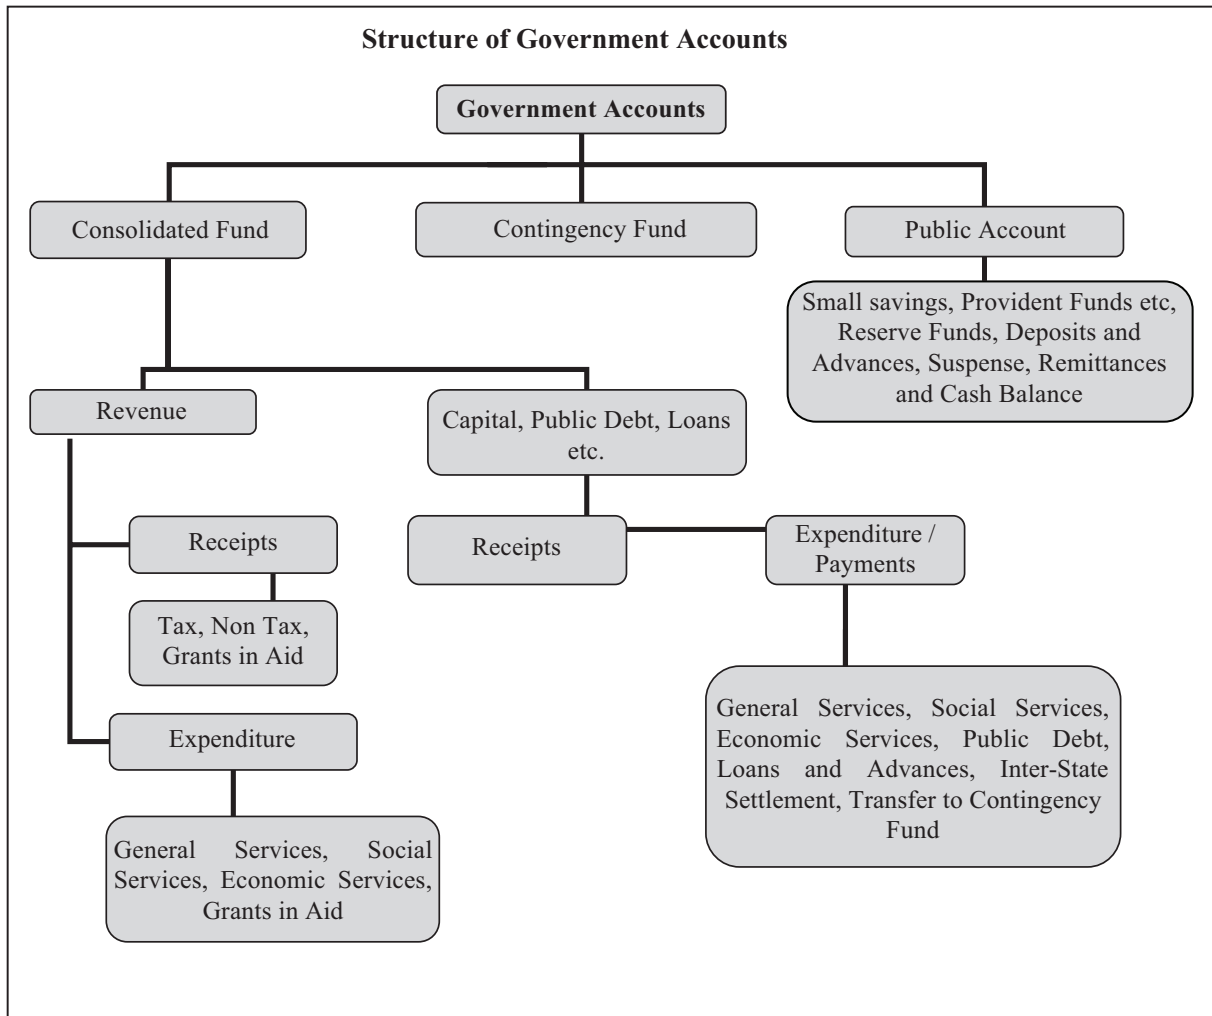 Structure of Government Accounts
Government Accounts
Consolidated Fund
Contingency Fund
Public Account
Small savings, Provident Funds etc,
Reserve Funds, Deposits and
Advances, Suspense, Remittances
and Cash Balance
Revenue
Capital, Public Debt, Loans
etc.
Receipts
Receipts
Expenditure /
Payments
Tax, Non Tax,
Grants in Aid
Expenditure
General Services, Social Services,
Economic Services, Public Debt,
Loans and Advances, Inter-State
Settlement, Transfer to Contingency
Fund
General Services, Social
Services, Economic Services,
Grants in Aid